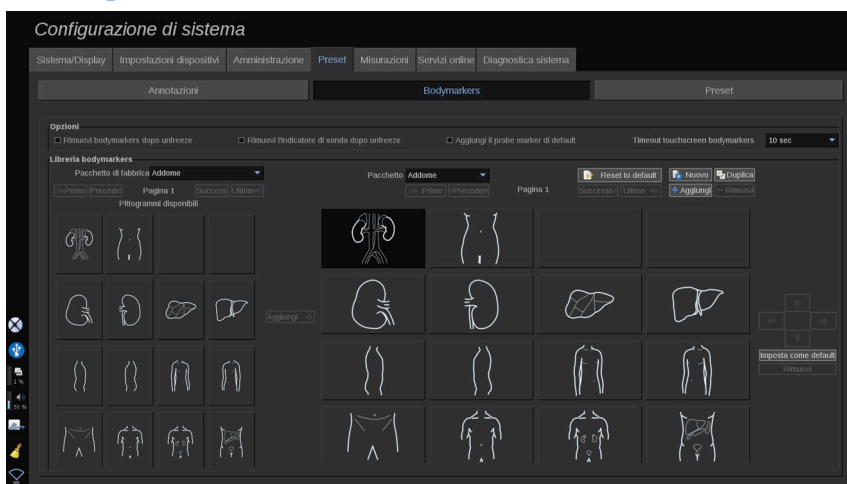 Configurazione di sistema
Sistema/Display Impostazioni dispositivi Amministrazione Preset Misurazioni Servizi online Diagnostica sistema
Annotazioni Bodymarkers Preset
Opzioni
Rimuovi bodymarkers dopo unfreeze Rimuovi l'indicatore di sonda dopo unfreeze Aggiungi il probe marker di default Timeout touchscreen bodymarkers 10 sec
Libreria bodymarkers
Pacchetto di fabbrica Addome Pacchetto Addome Reset to default Nuovo Duplica
Primo Preceder Pagina 1 Success Ultimo Primo Preceden Pagina 1 Successiv Ultimo Aggiungi Rimuovi
Pittogrammi disponibili
Aggiungi
Imposta come default
Rimuovi
1 %
50 %